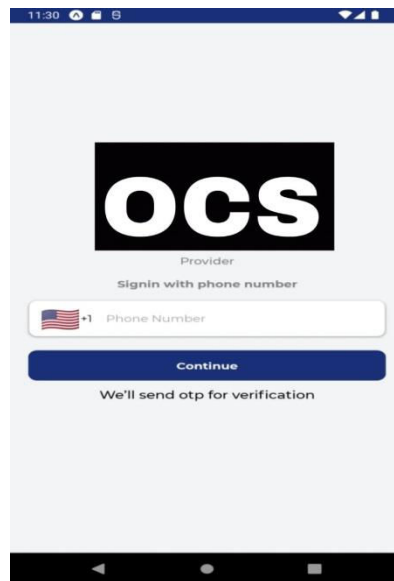 11:30
OCS
Provider
Signin with phone number
+1 Phone Number
Continue
We'll send otp for verification